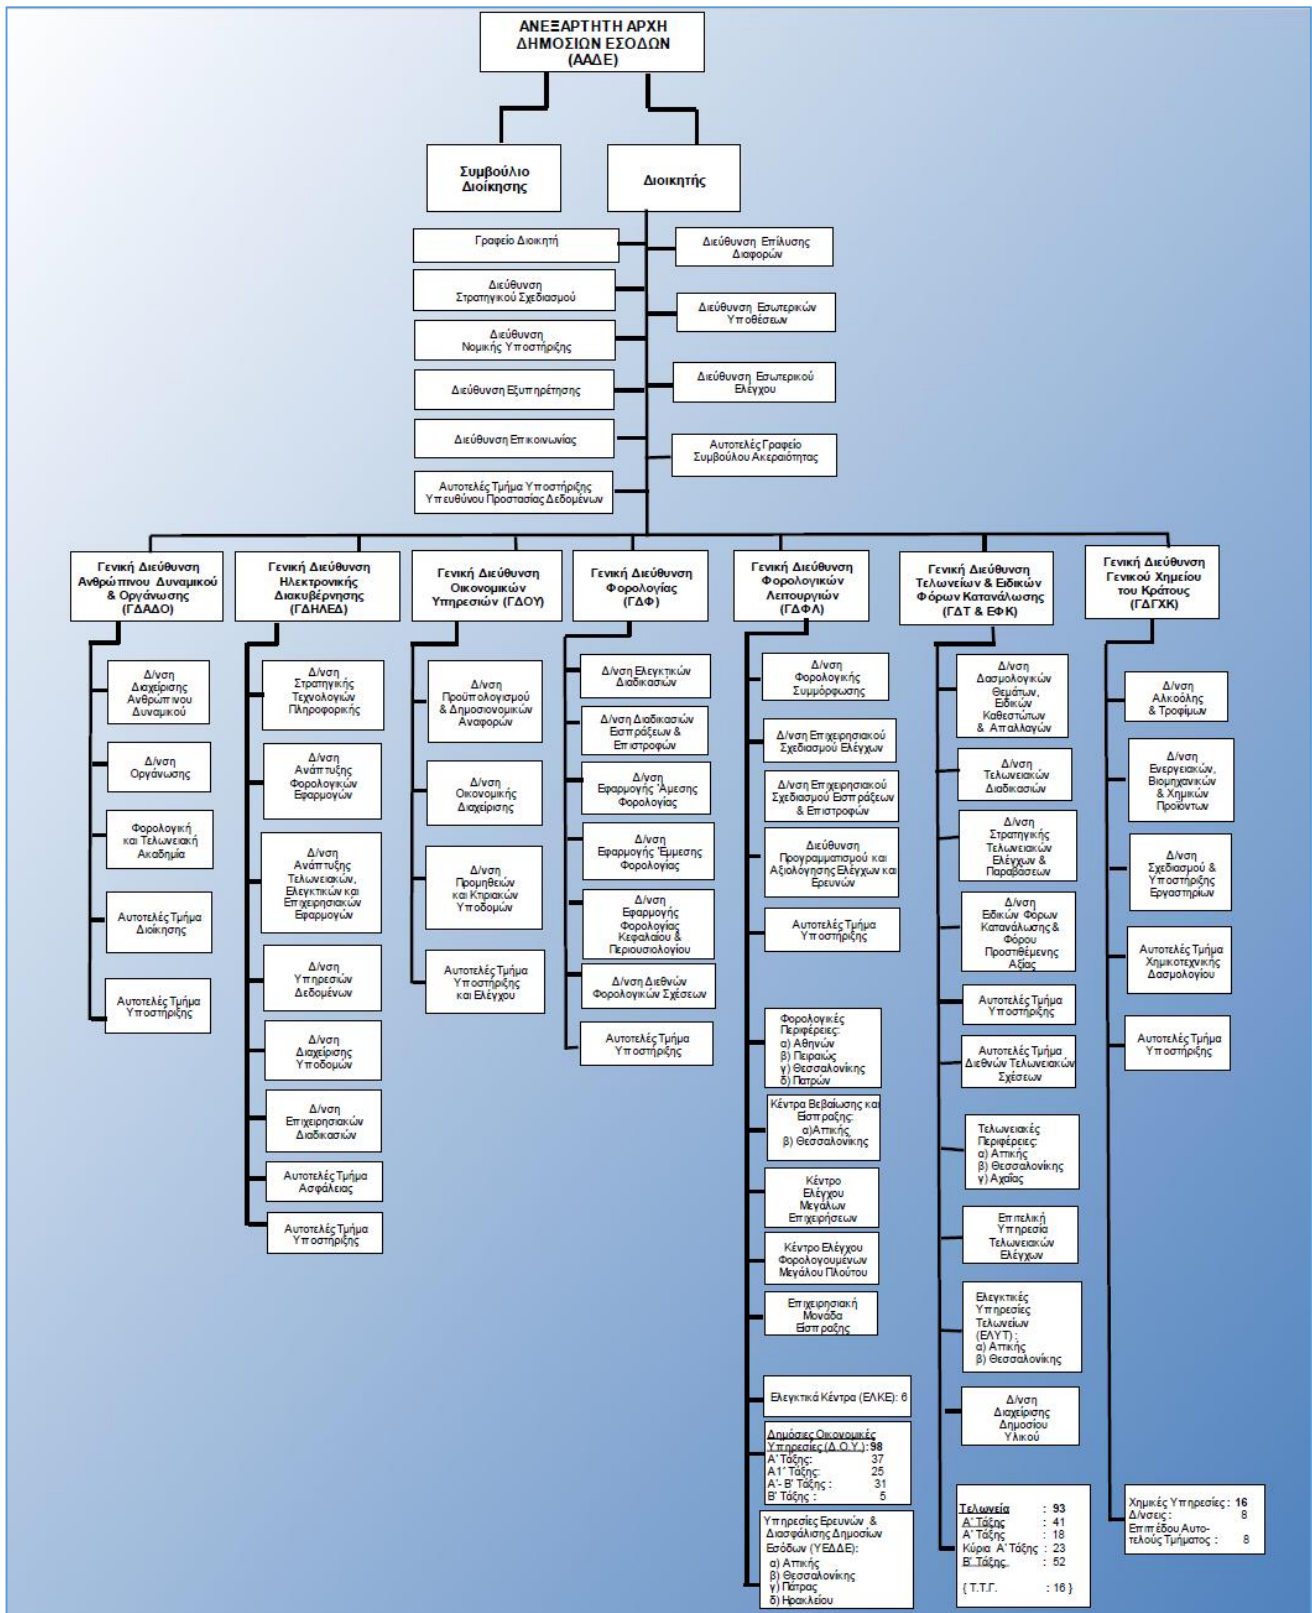 ΑΝΕΞΑΡΤΗΤΗ ΑΡΧΗ
ΔΗΜΟΣΙΩΝ ΕΣΟΔΩΝ
(ΑΑΔΕ)
Συμβούλιο
Διοίκησης
Διοικητής
Γραφείο Διοικητή
Διεύθυνση Επίλυσης
Διαφορών
Διεύθυνση
Στρατηγικού Σχεδιασμού
Διεύθυνση Εσωτερικών
Υποθέσεων
Διεύθυνση
Νομικής Υποστήριξης
Διεύθυνση Εξυπηρέτησης
Διεύθυνση Εσωτερικού
Ελέγχου
Διεύθυνση Επικοινωνίας
Αυτοτελές Γραφείο
Συμβούλου Ακεραιότητας
Αυτοτελές Τμήμα Υποστήριξης
Υπευθύνου Προστασίας Δεδομένων
Γενική Διεύθυνση
Ανθρώπινου Δυναμικού
& Οργάνωσης
(ΓΔΑΔΟ)
Δ/νση
Διαχείρισης
Ανθρώπινου
Δυναμικού
Δ/νση
Οργάνωσης
Φορολογική
και Τελωνειακή
Ακαδημία
Αυτοτελές Τμήμα
Διοίκησης
Αυτοτελές Τμήμα
Υποστήριξης
Γενική Διεύθυνση
Ηλεκτρονικής
Διακυβέρνησης
(ΓΔΗΛΕΔ)
Δ/νση
Στρατηγικής
Τεχνολογιών
Πληροφορικής
Δ/νση
Ανάπτυξης
Φορολογικών
Εφαρμογών
Δ/νση
Ανάπτυξης
Τελωνειακών,
Ελεγκτικών και
Επιχειρησιακών
Εφαρμογών
Δ/νση
Υπηρεσιών
Δεδομένων
Δ/νση
Διαχείρισης
Υποδομών
Δ/νση
Επιχειρησιακών
Διαδικασιών
Αυτοτελές Τμήμα
Ασφάλειας
Αυτοτελές Τμήμα
Υποστήριξης
Γενική Διεύθυνση
Οικονομικών
Υπηρεσιών (ΓΔΟΥ)
Δ/νση
Προϋπολογισμού
& Δημοσιονομικών
Αναφορών
Δ/νση
Οικονομικής
Διαχείρισης
Δ/νση
Προμηθειών
και Κτιριακών
Υποδομών
Αυτοτελές Τμήμα
Υποστήριξης
και Ελέγχου
Γενική Διεύθυνση
Φορολογίας
(ΓΔΦ)
Δ/νση Ελεγκτικών
Διαδικασιών
Δ/νση Διαδικασιών
Εισπράξεων &
Επιστροφών
Δ/νση
Εφαρμογής Άμεσης
Φορολογίας
Δ/νση
Εφαρμογής Έμμεσης
Φορολογίας
Δ/νση
Εφαρμογής
Φορολογίας
Κεφαλαίου &
Περιουσιολογίου
Δ/νση Διεθνών
Φορολογικών Σχέσεων
Αυτοτελές Τμήμα
Υποστήριξης
Γενική Διεύθυνση
Φορολογικών
Λειτουργιών
(ΓΔΦΛ)
Δ/νση
Φορολογικής
Συμμόρφωσης
Δ/νση Επιχειρησιακού
Σχεδιασμού Ελέγχων
Δ/νση Επιχειρησιακού
Σχεδιασμού Εισπράξεων
& Επιστροφών
Διεύθυνση
Προγραμματισμού και
Αξιολόγησης Ελέγχων και
Ερευνών
Αυτοτελές Τμήμα
Υποστήριξης
Φορολογικές
Περιφέρειες:
α) Αθηνών
β) Πειραιώς
γ) Θεσσαλονίκης
δ) Πατρών
Κέντρα Βεβαίωσης και
Είσπραξης:
α)Αττικής
β) Θεσσαλονίκης
Κέντρο
Ελέγχου
Μεγάλων
Επιχειρήσεων
Κέντρο Ελέγχου
Φορολογουμένων
Μεγάλου Πλούτου
Επιχειρησιακή
Μονάδα
Είσπραξης
Ελεγκτικά Κέντρα (ΕΛΚΕ): 6
Δημόσιες Οικονομικές
Υπηρεσίες (Δ.Ο.Υ.): 98
Α' Τάξης: 37
Α1' Τάξης: 25
Α'- Β' Τάξης : 31
Β' Τάξης : 5
Υπηρεσίες Ερευνών &
Διασφάλισης Δημοσίων
Εσόδων (ΥΕΔΔΕ):
α) Αττικής
β) Θεσσαλονίκης
γ) Πάτρας
δ) Ηρακλείου
Γενική Διεύθυνση
Τελωνείων & Ειδικών
Φόρων Κατανάλωσης
(ΓΔΤ & ΕΦΚ)
Δ/νση
Δασμολογικών
Θεμάτων,
Ειδικών
Καθεστώτων
& Απαλλαγών
Δ/νση
Τελωνειακών
Διαδικασιών
Δ/νση
Στρατηγικής
Τελωνειακών
Ελέγχων &
Παραβάσεων
Δ/νση
Ειδικών Φόρων
Κατανάλωσης &
Φόρου
Προστιθέμενης
Αξίας
Αυτοτελές Τμήμα
Υποστήριξης
Αυτοτελές Τμήμα
Διεθνών Τελωνειακών
Σχέσεων
Τελωνειακές
Περιφέρειες:
α) Αττικής
β) Θεσσαλονίκης
γ) Αχαΐας
Επιτελική
Υπηρεσία
Τελωνειακών
Ελέγχων
Ελεγκτικές
Υπηρεσίες
Τελωνείων
(ΕΛΥΤ) :
α) Αττικής
β) Θεσσαλονίκης
Δ/νση
Διαχείρισης
Δημοσίου
Υλικού
Τελωνεία : 93
Α' Τάξης : 41
Α' Τάξης : 18
Κύρια Α' Τάξης : 23
Β' Τάξης : 52
{ Τ.Τ.Γ. : 16 }
Γενική Διεύθυνση
Γενικού Χημείου
του Κράτους
(ΓΔΓΧΚ)
Δ/νση
Αλκοόλης
& Τροφίμων
Δ/νση
Ενεργειακών,
Βιομηχανικών
& Χημικών
Προϊόντων
Δ/νση
Σχεδιασμού &
Υποστήριξης
Εργαστηρίων
Αυτοτελές Τμήμα
Χημικοτεχνικής
Δασμολογίου
Αυτοτελές Τμήμα
Υποστήριξης
Χημικές Υπηρεσίες : 16
Δ/νσεις : 8
Επιπέδου Αυτο-
τελούς Τμήματος : 8